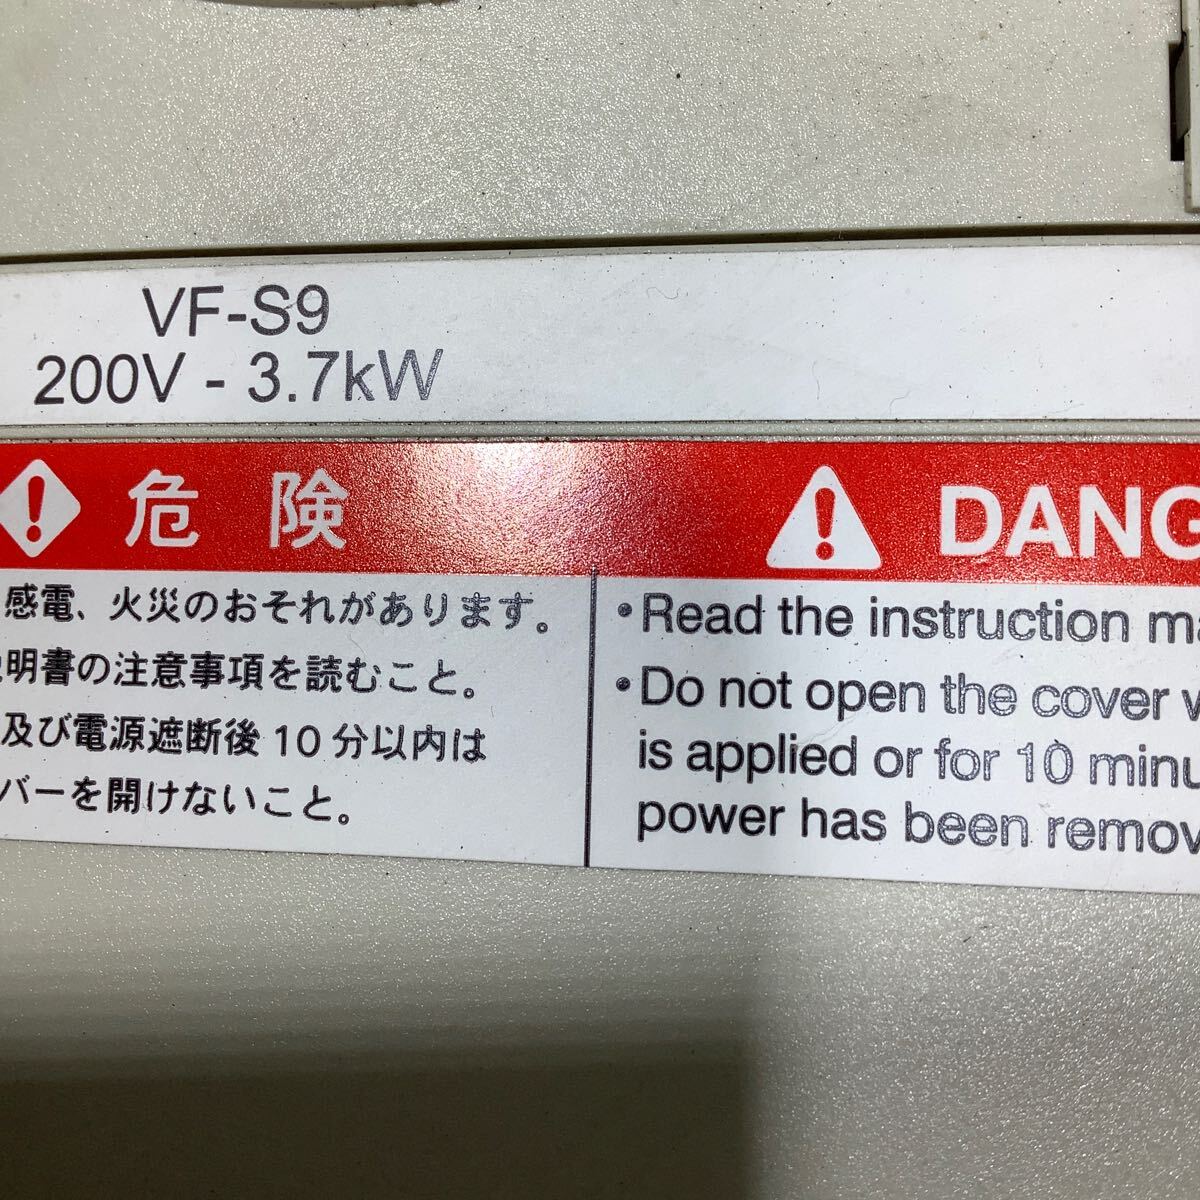 VF-S9
200V - 3.7kW
危 険
感電、火災のおそれがあります。
明書の注意事項を読むこと。
及び電源遮断後10分以内は
バーを開けないこと。
DANG
•Read the instruction ma
•Do not open the cover w
is applied or for 10 minu
power has been remov